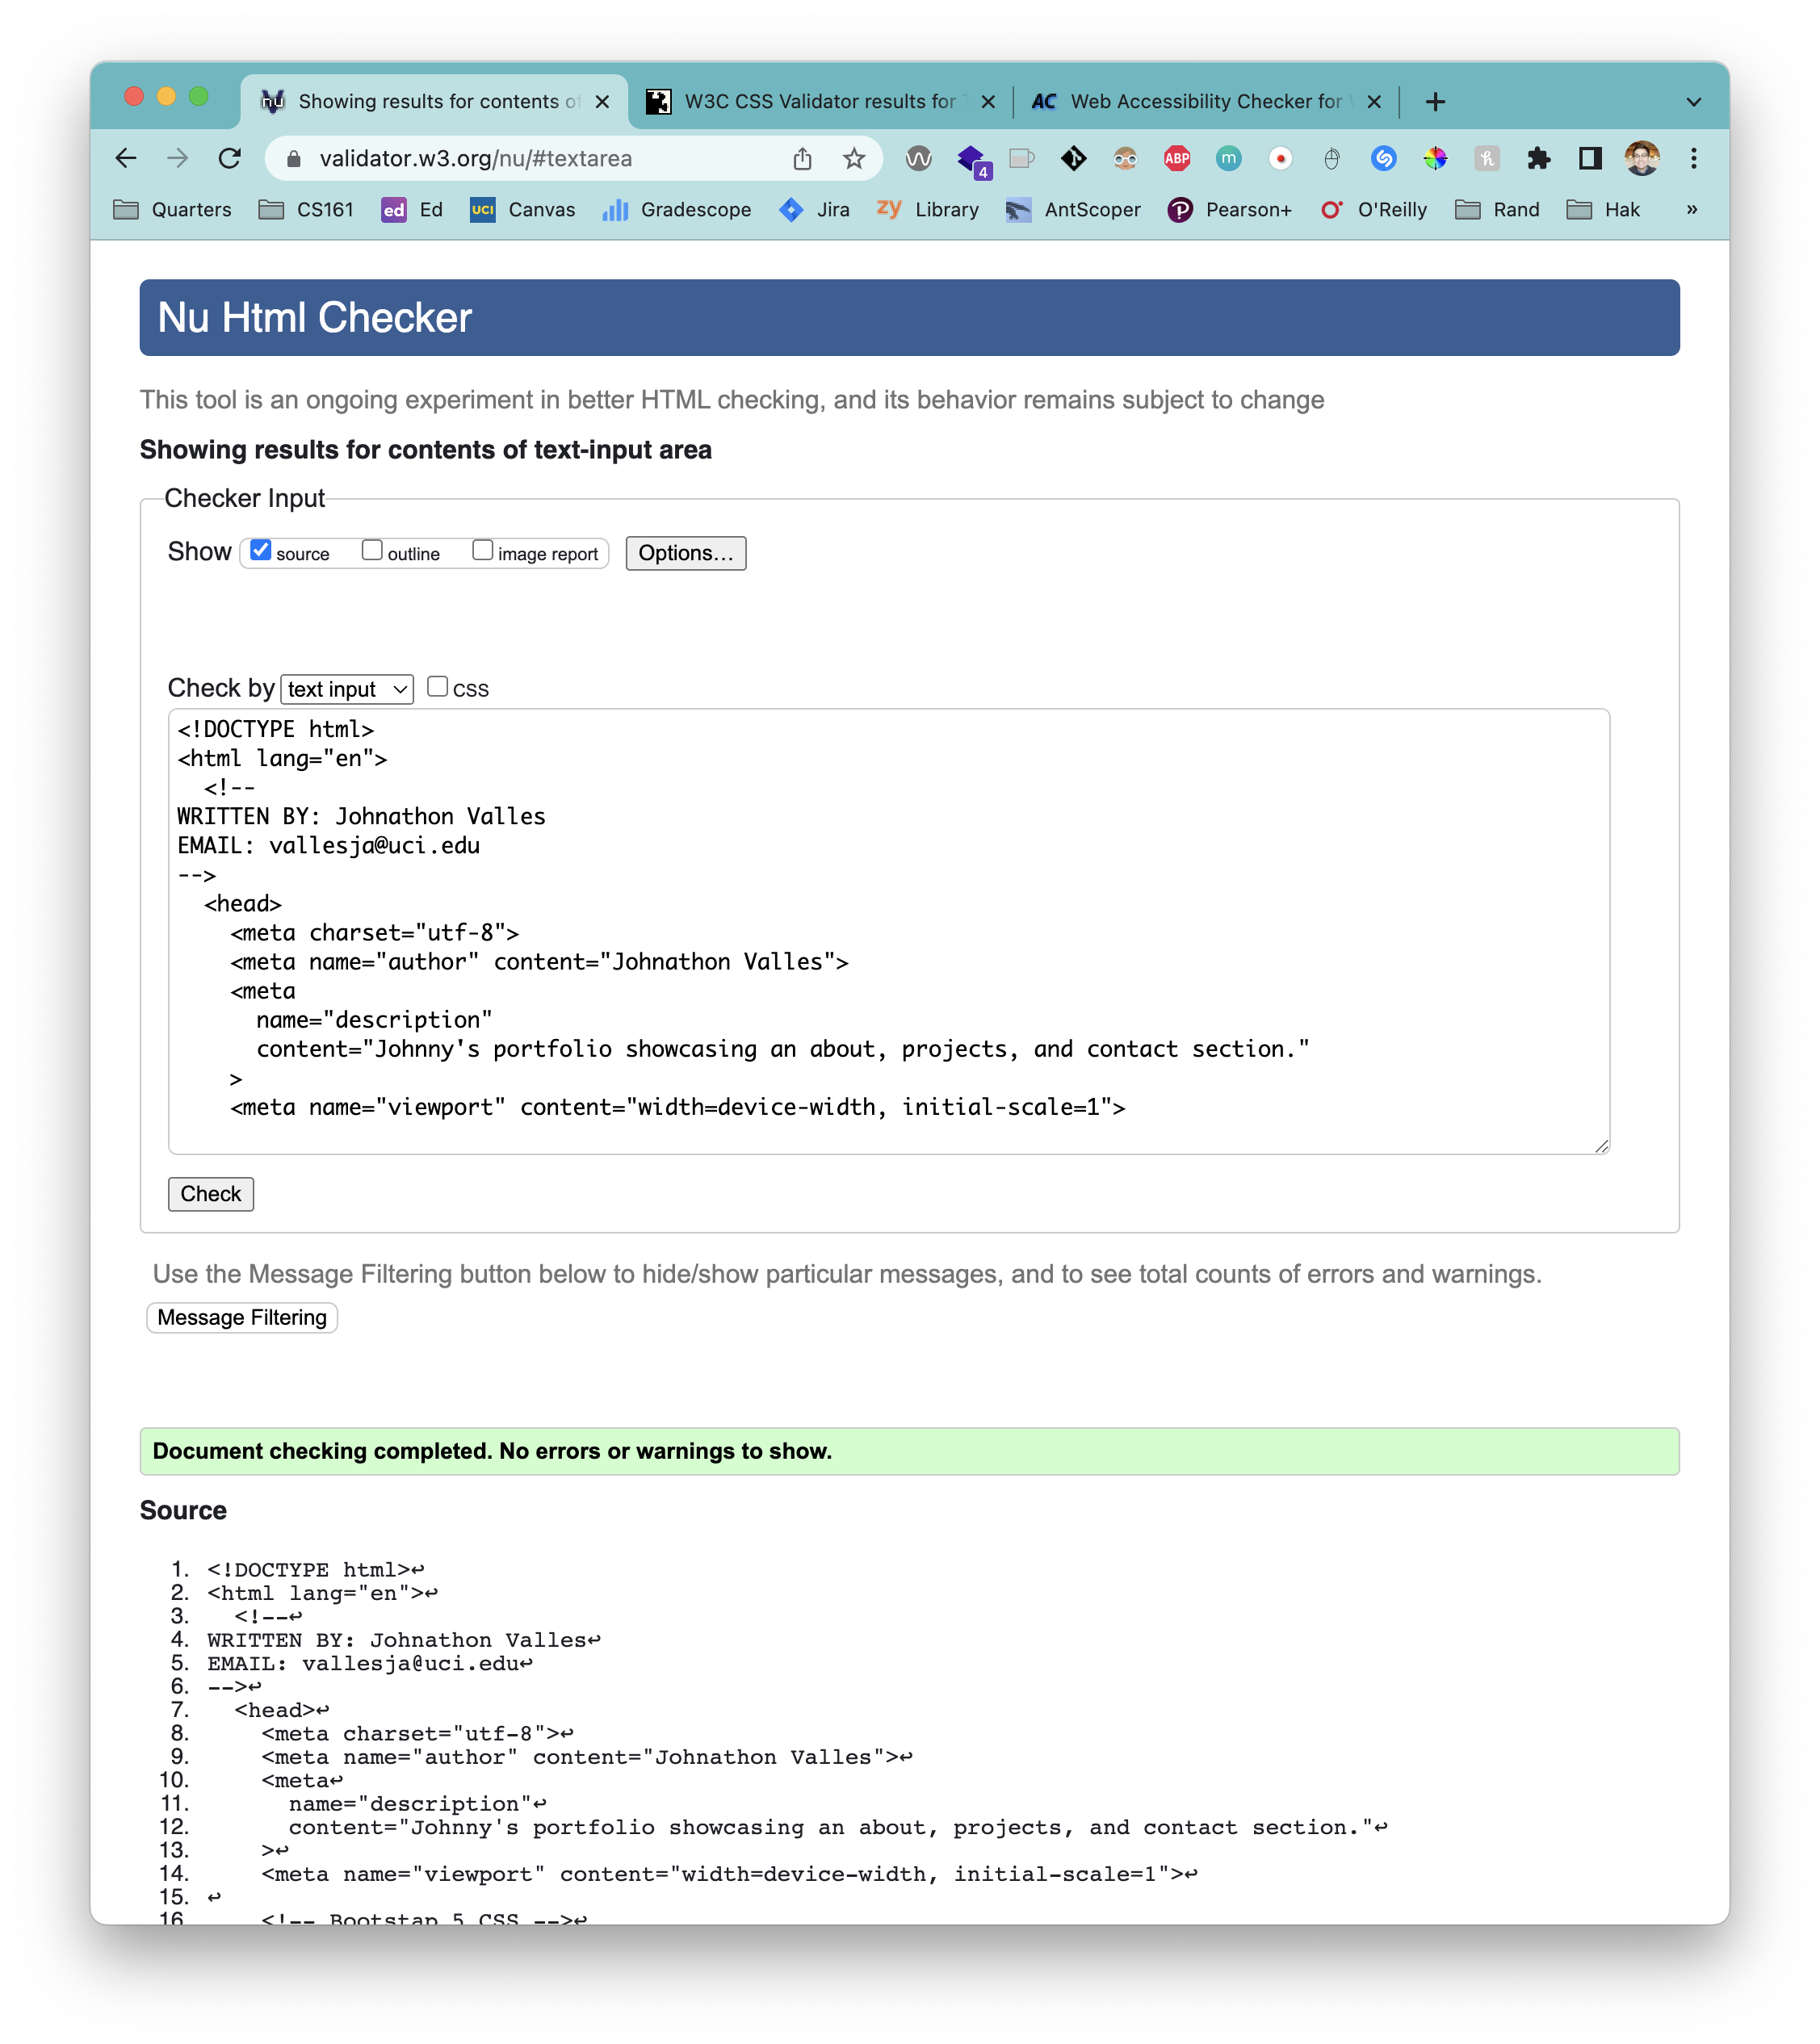 Showing results for contents of
W3C CSS Validator results for
AC Web Accessibility Checker for
validator.w3.org/nu/#textarea
4
ABP
m
Quarters CS161 ed Ed UCI Canvas Gradescope Jira zy Library AntScoper Pearson+ O'Reilly Rand Hak »
Nu Html Checker
This tool is an ongoing experiment in better HTML checking, and its behavior remains subject to change
Showing results for contents of text-input area
Checker Input
Show source outline image report Options...
Check by text input CSS
<!DOCTYPE html>
<html lang="en">
<!--
WRITTEN BY: Johnathon Valles
EMAIL: vallesja@uci.edu
-->
<head>
<meta charset="utf-8">
<meta name="author" content="Johnathon Valles">
<meta
name="description"
content="Johnny's portfolio showcasing an about, projects, and contact section."
>
<meta name="viewport" content="width=device-width, initial-scale=1">
Check
Use the Message Filtering button below to hide/show particular messages, and to see total counts of errors and warnings.
Message Filtering
Document checking completed. No errors or warnings to show.
Source
1. <!DOCTYPE html>↩
2. <html lang="en">↩
3. <!--↩
4. WRITTEN BY: Johnathon Valles↩
5. EMAIL: vallesja@uci.edu↩
6. -->↩
7. <head>↩
8. <meta charset="utf-8">↩
9. <meta name="author" content="Johnathon Valles">↩
10. <meta↩
11. name="description"↩
12. content="Johnny's portfolio showcasing an about, projects, and contact section."↩
13. >↩
14. <meta name="viewport" content="width=device-width, initial-scale=1">↩
15. ↩
16. <!-- Bootstap 5 CSS -->↩